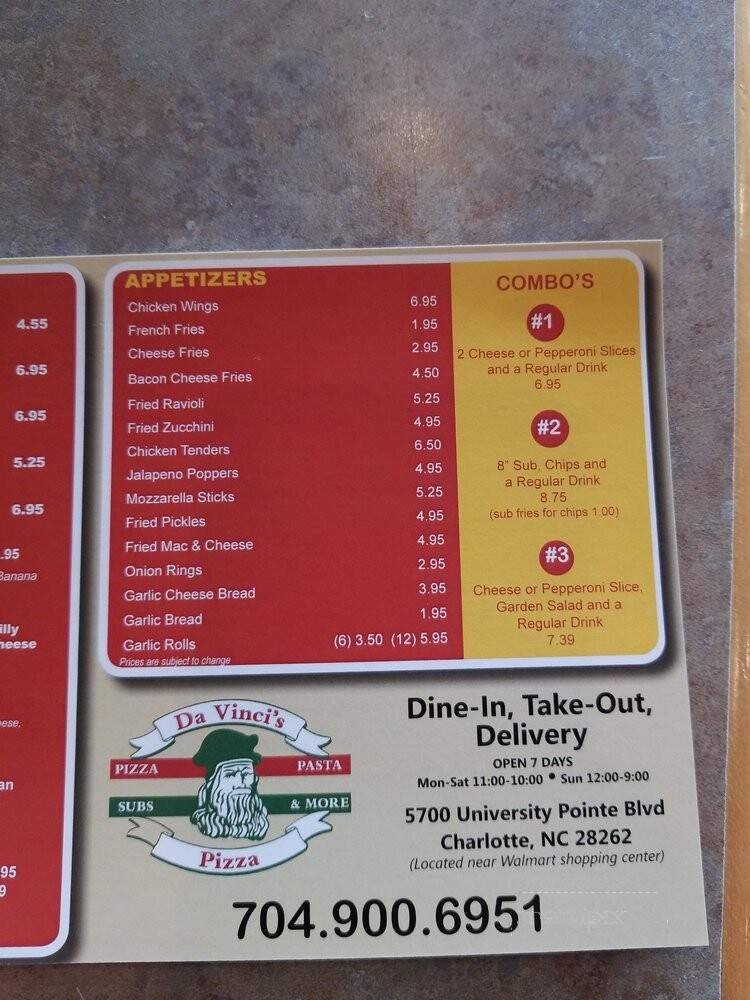 4.55
6.95
6.95
5.25
6.95
.95
Banana
illy
heese
eese,
an
95
9
APPETIZERS
Chicken Wings 6.95
French Fries 1.95
Cheese Fries 2.95
Bacon Cheese Fries 4.50
Fried Ravioli 5.25
Fried Zucchini 4.95
Chicken Tenders 6.50
Jalapeno Poppers 4.95
Mozzarella Sticks 5.25
Fried Pickles 4.95
Fried Mac & Cheese 4.95
Onion Rings 2.95
Garlic Cheese Bread 3.95
Garlic Bread 1.95
Garlic Rolls (6) 3.50 (12) 5.95
Prices are subject to change
COMBO'S
#1
2 Cheese or Pepperoni Slices
and a Regular Drink
6.95
#2
8" Sub, Chips and
a Regular Drink
8.75
(sub fries for chips 1.00)
#3
Cheese or Pepperoni Slice,
Garden Salad and a
Regular Drink
7.39
Da Vinci's
PIZZA PASTA
SUBS & MORE
Pizza
Dine-In, Take-Out,
Delivery
OPEN 7 DAYS
Mon-Sat 11:00-10:00 • Sun 12:00-9:00
5700 University Pointe Blvd
Charlotte, NC 28262
(Located near Walmart shopping center)
704.900.6951